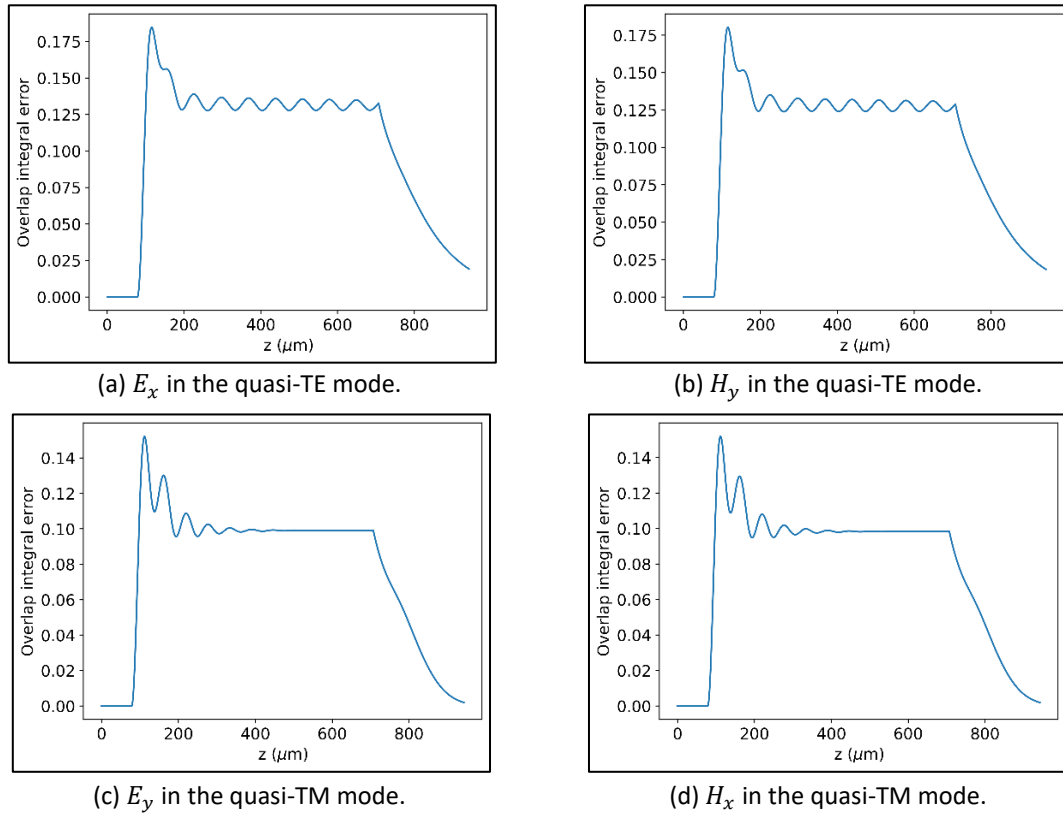 0.175
0.150
0.125
0.100
0.075
0.050
0.025
0.000
Overlap integral error
0 200 400 600 800
z (μm)
(a) E_x in the quasi-TE mode.
0.175
0.150
0.125
0.100
0.075
0.050
0.025
0.000
Overlap integral error
0 200 400 600 800
z (μm)
(b) H_y in the quasi-TE mode.
0.14
0.12
0.10
0.08
0.06
0.04
0.02
0.00
Overlap integral error
0 200 400 600 800
z (μm)
(c) E_y in the quasi-TM mode.
0.14
0.12
0.10
0.08
0.06
0.04
0.02
0.00
Overlap integral error
0 200 400 600 800
z (μm)
(d) H_x in the quasi-TM mode.